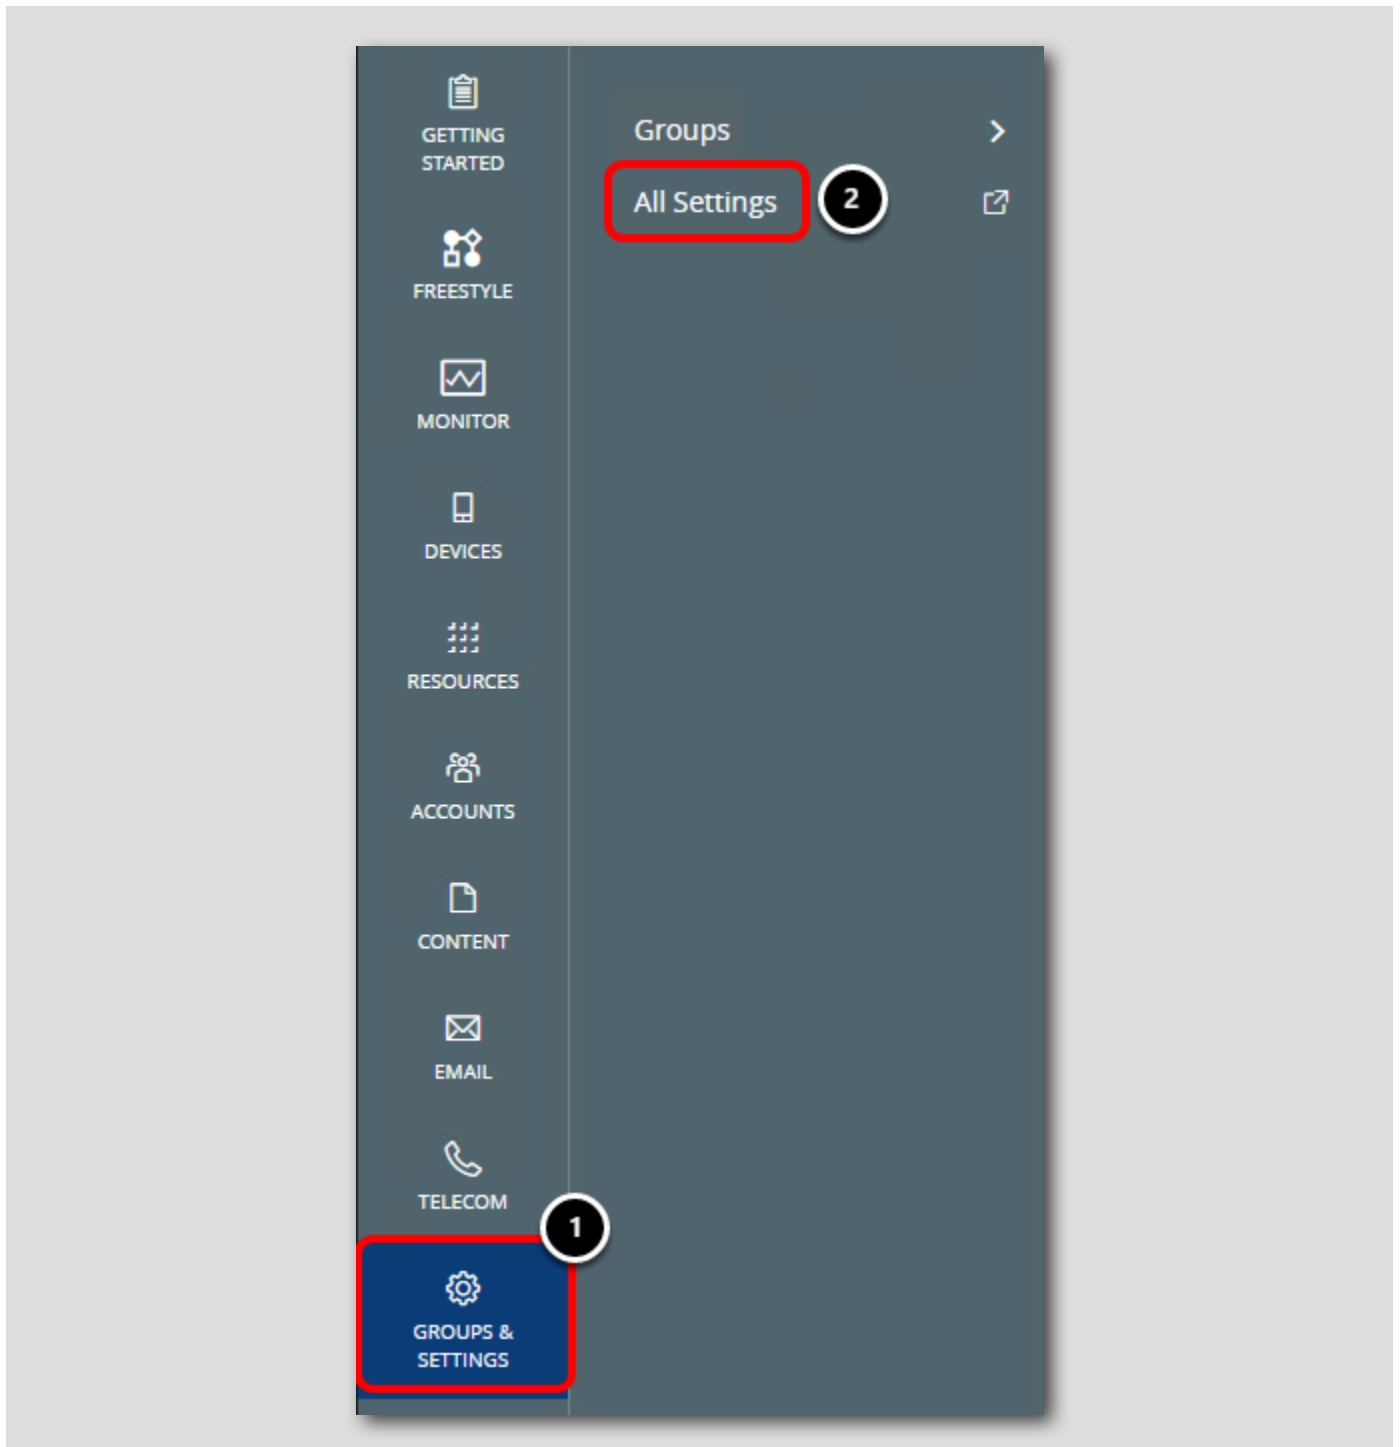 GETTING
STARTED
FREESTYLE
MONITOR
DEVICES
RESOURCES
ACCOUNTS
CONTENT
EMAIL
TELECOM
1
GROUPS &
SETTINGS
Groups
All Settings 2